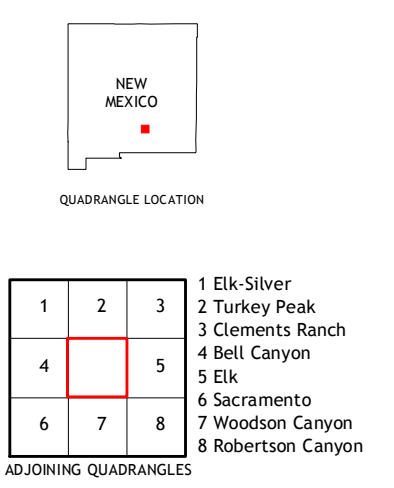 NEW
MEXICO
QUADRANGLE LOCATION
1 2 3
4 5
6 7 8
1 Elk-Silver
2 Turkey Peak
3 Clements Ranch
4 Bell Canyon
5 Elk
6 Sacramento
7 Woodson Canyon
8 Robertson Canyon
ADJOINING QUADRANGLES